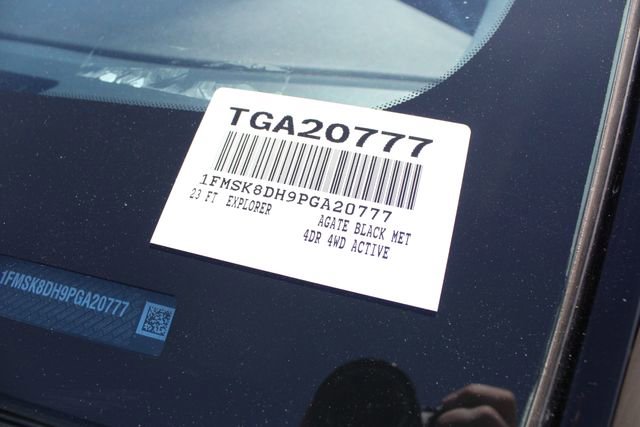 TGA20777
1FMSK8DH9PGA20777
23 FT EXPLORER
AGATE BLACK MET
4DR 4WD ACTIVE
1FMSK8DH9PGA20777